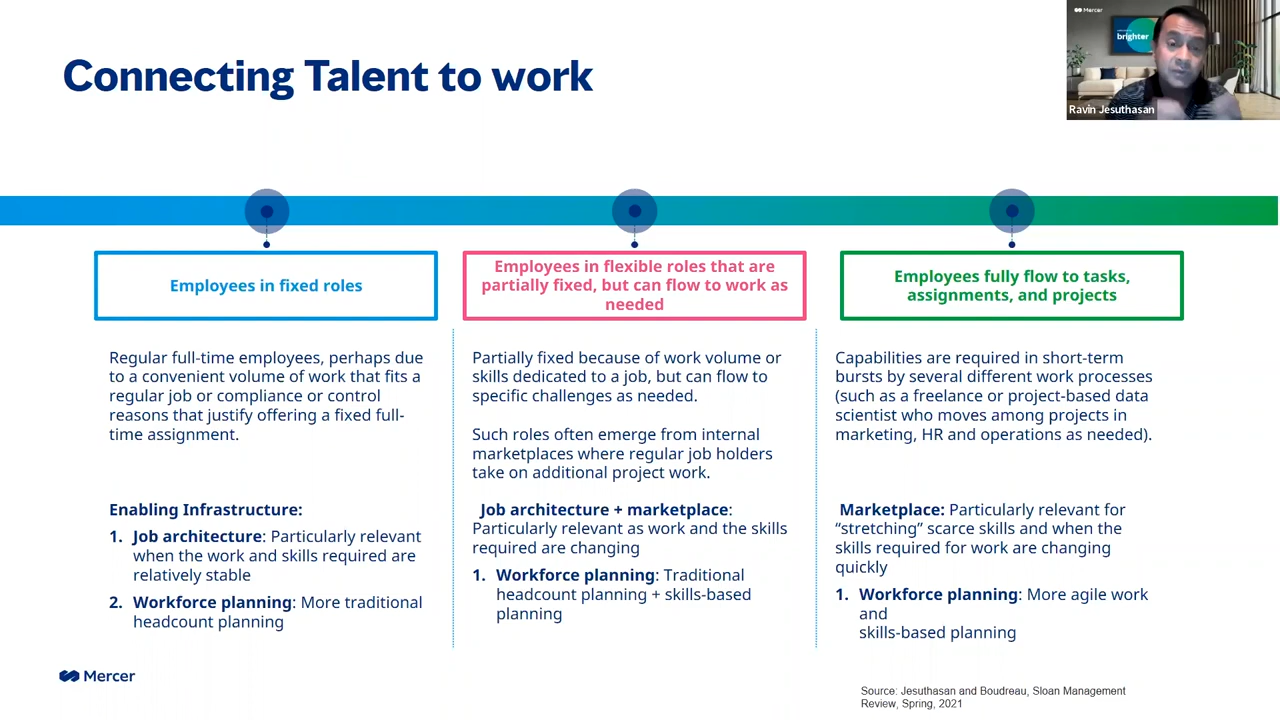 Connecting Talent to work
Mercer
brighter
Ravin Jesuthasan
Employees in fixed roles
Regular full-time employees, perhaps due
to a convenient volume of work that fits a
regular job or compliance or control
reasons that justify offering a fixed full-
time assignment.
Enabling Infrastructure:
1. Job architecture: Particularly relevant
when the work and skills required are
relatively stable
2. Workforce planning: More traditional
headcount planning
Employees in flexible roles that are
partially fixed, but can flow to work as
needed
Partially fixed because of work volume or
skills dedicated to a job, but can flow to
specific challenges as needed.
Such roles often emerge from internal
marketplaces where regular job holders
take on additional project work.
Job architecture + marketplace:
Particularly relevant as work and the skills
required are changing
1. Workforce planning: Traditional
headcount planning + skills-based
planning
Employees fully flow to tasks,
assignments, and projects
Capabilities are required in short-term
bursts by several different work processes
(such as a freelance or project-based data
scientist who moves among projects in
marketing, HR and operations as needed).
Marketplace: Particularly relevant for
“stretching” scarce skills and when the
skills required for work are changing
quickly
1. Workforce planning: More agile work
and
skills-based planning
Mercer
Source: Jesuthasan and Boudreau, Sloan Management
Review, Spring, 2021